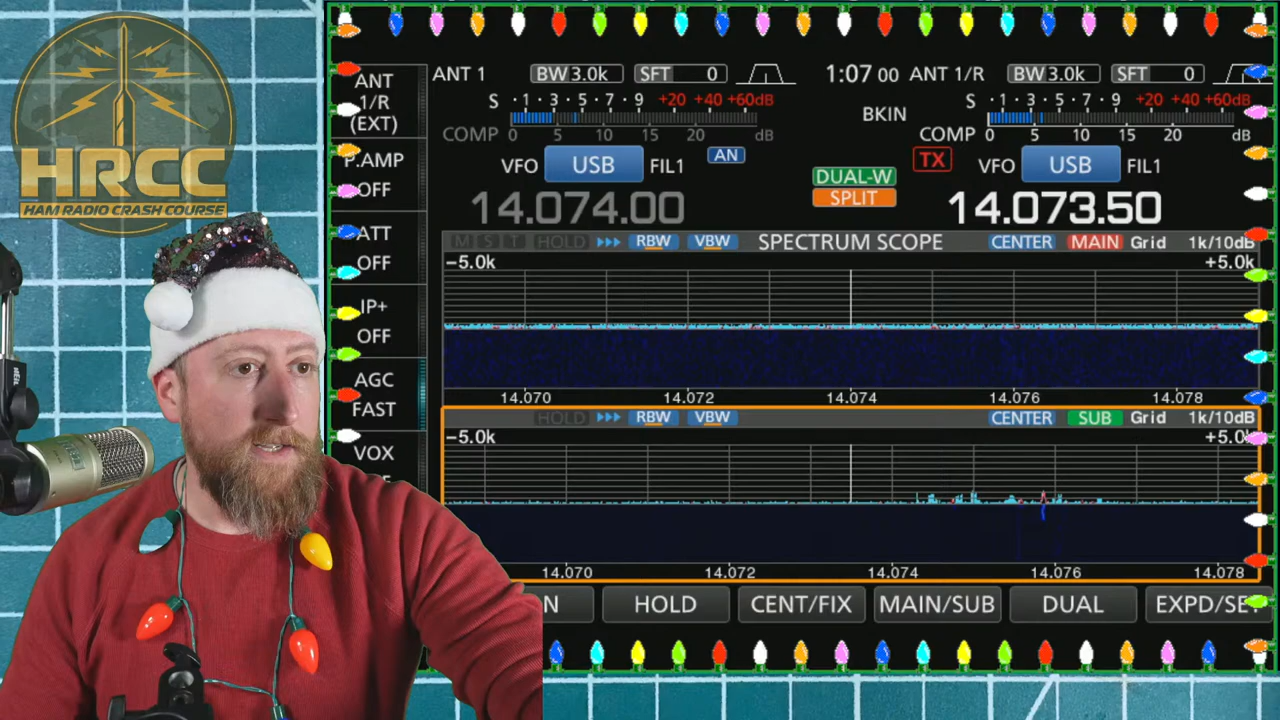 HRCC
HAM RADIO CRASH COURSE
ANT
1/R
(EXT)
P.AMP
OFF
ATT
OFF
IP+
OFF
AGC
FAST
VOX
ANT 1 BW 3.0k SFT 0 1:07 00 ANT 1/R BW 3.0k SFT 0
S 1 3 5 7 9 +20 +40 +60dB BKIN S 1 3 5 7 9 +20 +40 +60dB
COMP 0 5 10 15 20 dB COMP 0 5 10 15 20 dB
VFO USB FIL1 AN DUAL-W TX VFO USB FIL1
SPLIT
14.074.00 14.073.50
M S T HOLD RBW VBW SPECTRUM SCOPE CENTER MAIN Grid 1k/10dB
-5.0k +5.0k
14.070 14.072 14.074 14.076 14.078
HOLD RBW VBW CENTER SUB Grid 1k/10dB
-5.0k +5.0k
14.070 14.072 14.074 14.076 14.078
N HOLD CENT/FIX MAIN/SUB DUAL EXPD/SET